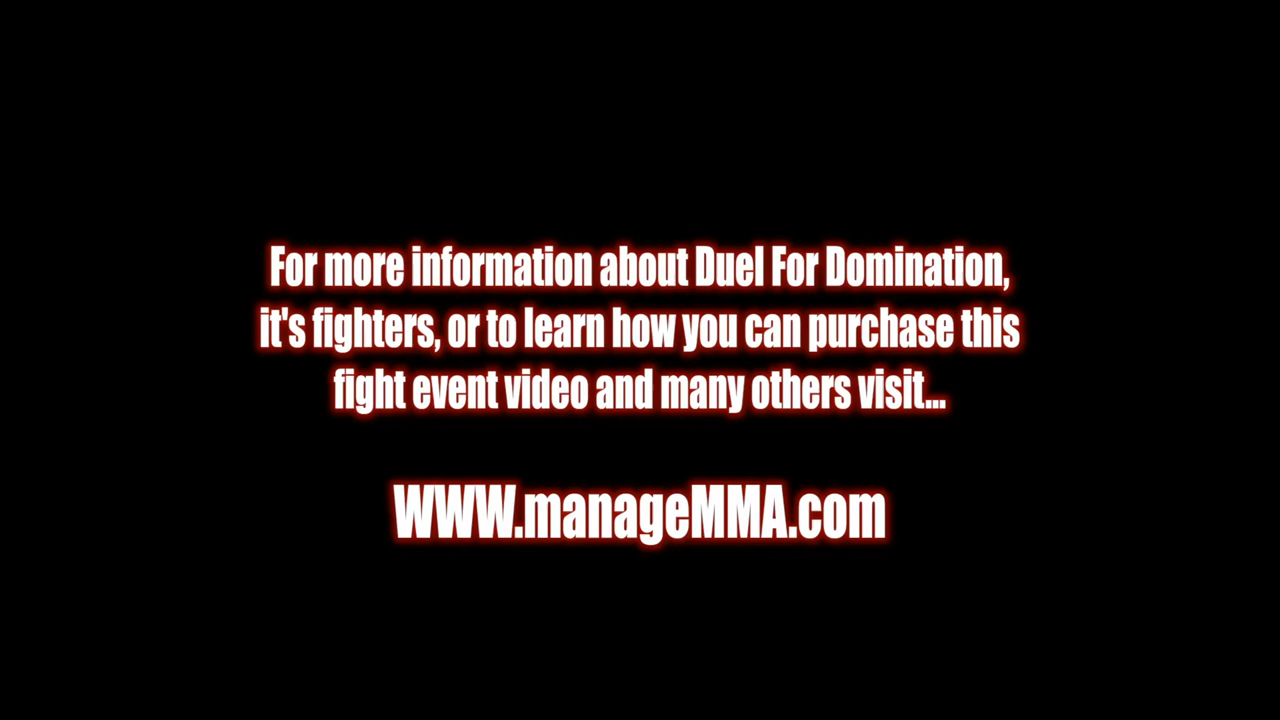 For more information about Duel For Domination,
it's fighters, or to learn how you can purchase this
fight event video and many others visit...
WWW.manageMMA.com